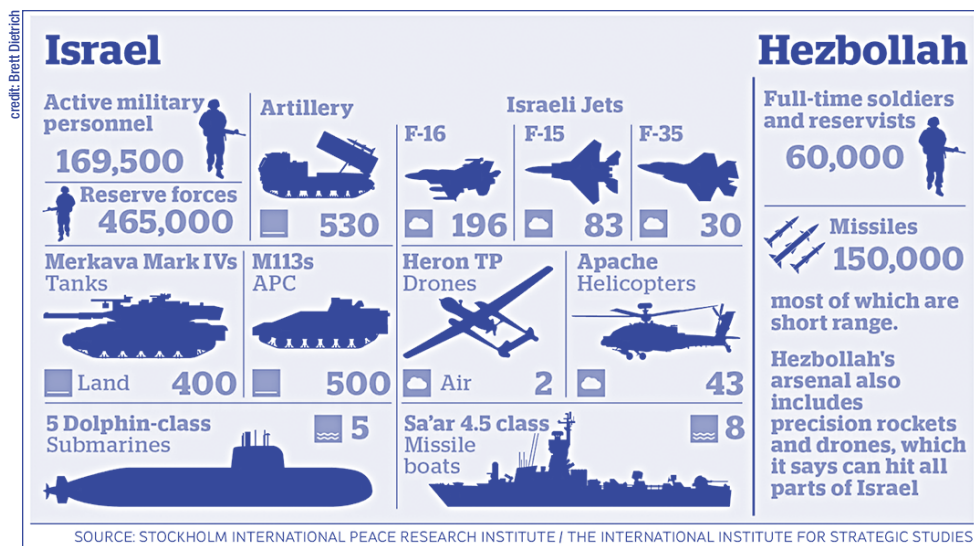 credit: Brett Dietrich
Israel
Active military
personnel
169,500
Reserve forces
465,000
Artillery
530
Israeli Jets
F-16
196
F-15
83
F-35
30
Merkava Mark IVs
Tanks
Land 400
M113s
APC
500
Heron TP
Drones
Air 2
Apache
Helicopters
43
5 Dolphin-class
Submarines
5
Sa'ar 4.5 class
Missile
boats
8
Hezbollah
Full-time soldiers
and reservists
60,000
Missiles
150,000
most of which are
short range.
Hezbollah's
arsenal also
includes
precision rockets
and drones, which
it says can hit all
parts of Israel
SOURCE: STOCKHOLM INTERNATIONAL PEACE RESEARCH INSTITUTE / THE INTERNATIONAL INSTITUTE FOR STRATEGIC STUDIES